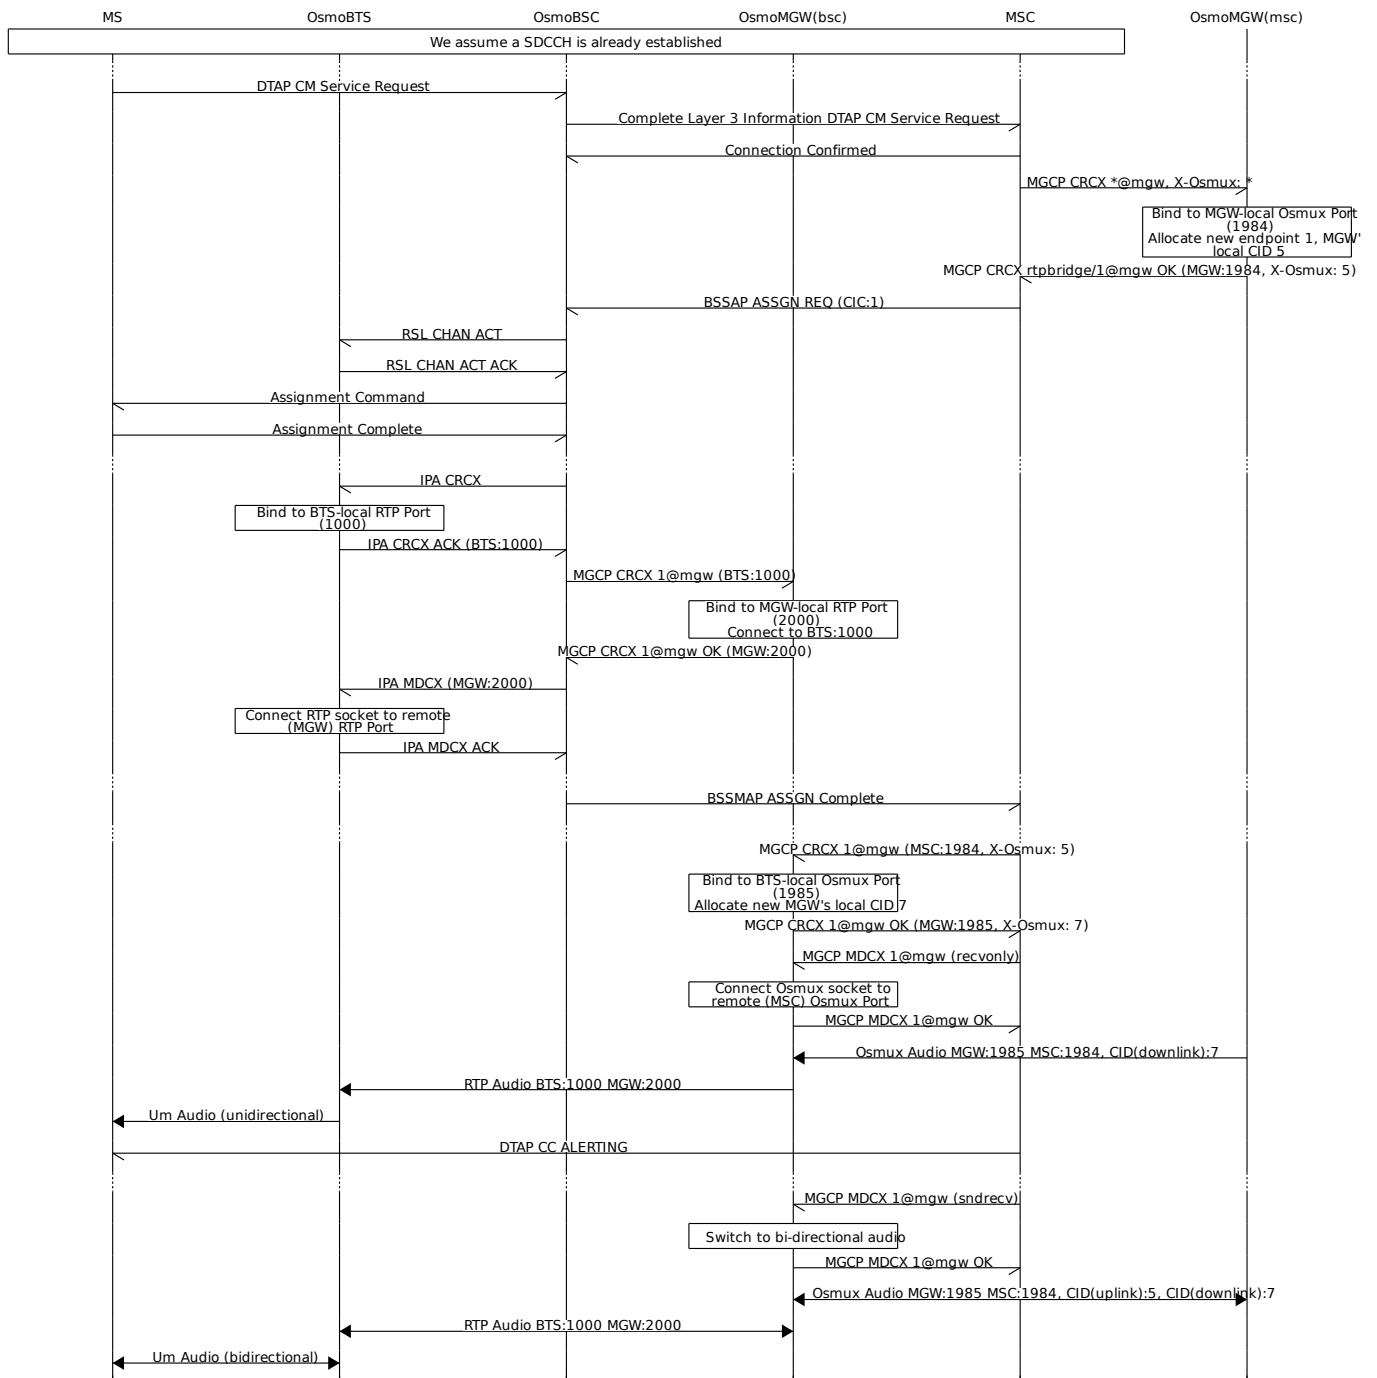 MS OsmoBTS OsmoBSC OsmoMGW(bsc) MSC OsmoMGW(msc)
We assume a SDCCH is already established
DTAP CM Service Request
Complete Layer 3 Information DTAP CM Service Request
Connection Confirmed
MGCP CRCX *@mgw, X-Osmux: *
Bind to MGW-local Osmux Port
(1984)
Allocate new endpoint 1, MGW'
local CID 5
MGCP CRCX rtpbridge/1@mgw OK (MGW:1984, X-Osmux: 5)
BSSAP ASSGN REQ (CIC:1)
RSL CHAN ACT
RSL CHAN ACT ACK
Assignment Command
Assignment Complete
IPA CRCX
Bind to BTS-local RTP Port
(1000)
IPA CRCX ACK (BTS:1000)
MGCP CRCX 1@mgw (BTS:1000)
Bind to MGW-local RTP Port
(2000)
Connect to BTS:1000
MGCP CRCX 1@mgw OK (MGW:2000)
IPA MDCX (MGW:2000)
Connect RTP socket to remote
(MGW) RTP Port
IPA MDCX ACK
BSSMAP ASSGN Complete
MGCP CRCX 1@mgw (MSC:1984, X-Osmux: 5)
Bind to BTS-local Osmux Port
(1985)
Allocate new MGW's local CID 7
MGCP CRCX 1@mgw OK (MGW:1985, X-Osmux: 7)
MGCP MDCX 1@mgw (recvonly)
Connect Osmux socket to
remote (MSC) Osmux Port
MGCP MDCX 1@mgw OK
Osmux Audio MGW:1985 MSC:1984, CID(downlink):7
RTP Audio BTS:1000 MGW:2000
Um Audio (unidirectional)
DTAP CC ALERTING
MGCP MDCX 1@mgw (sndrecv)
Switch to bi-directional audio
MGCP MDCX 1@mgw OK
Osmux Audio MGW:1985 MSC:1984, CID(uplink):5, CID(downlink):7
RTP Audio BTS:1000 MGW:2000
Um Audio (bidirectional)